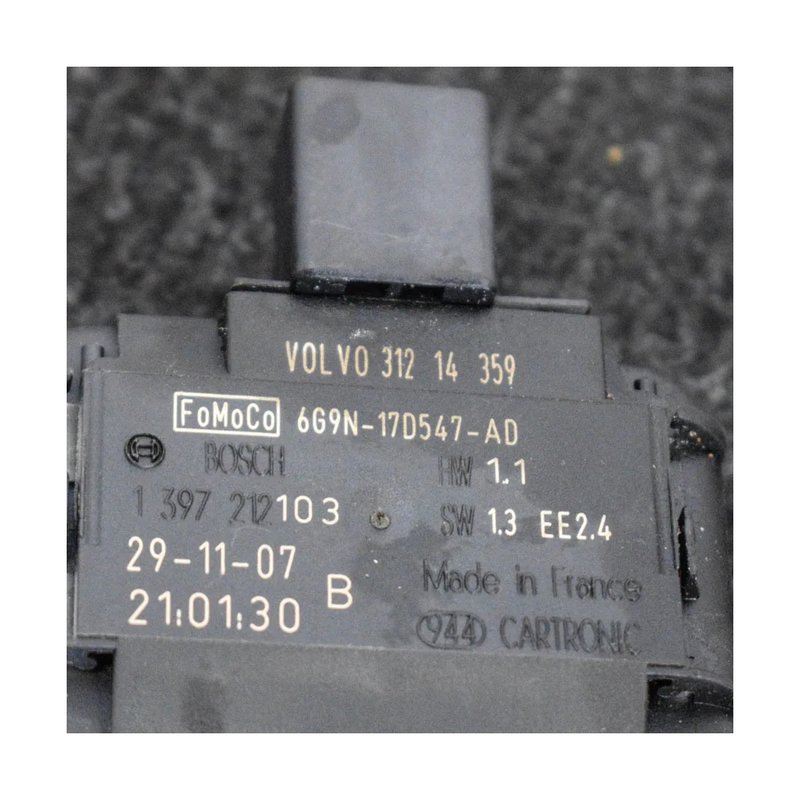 VOLVO 312 14 359
FoMoCo 6G9N-17D547-AD
BOSCH HW 1.1
1 397 212103 SW 1.3 EE2.4
29-11-07 B Made in France
21:01:30 944 CARTRONIC